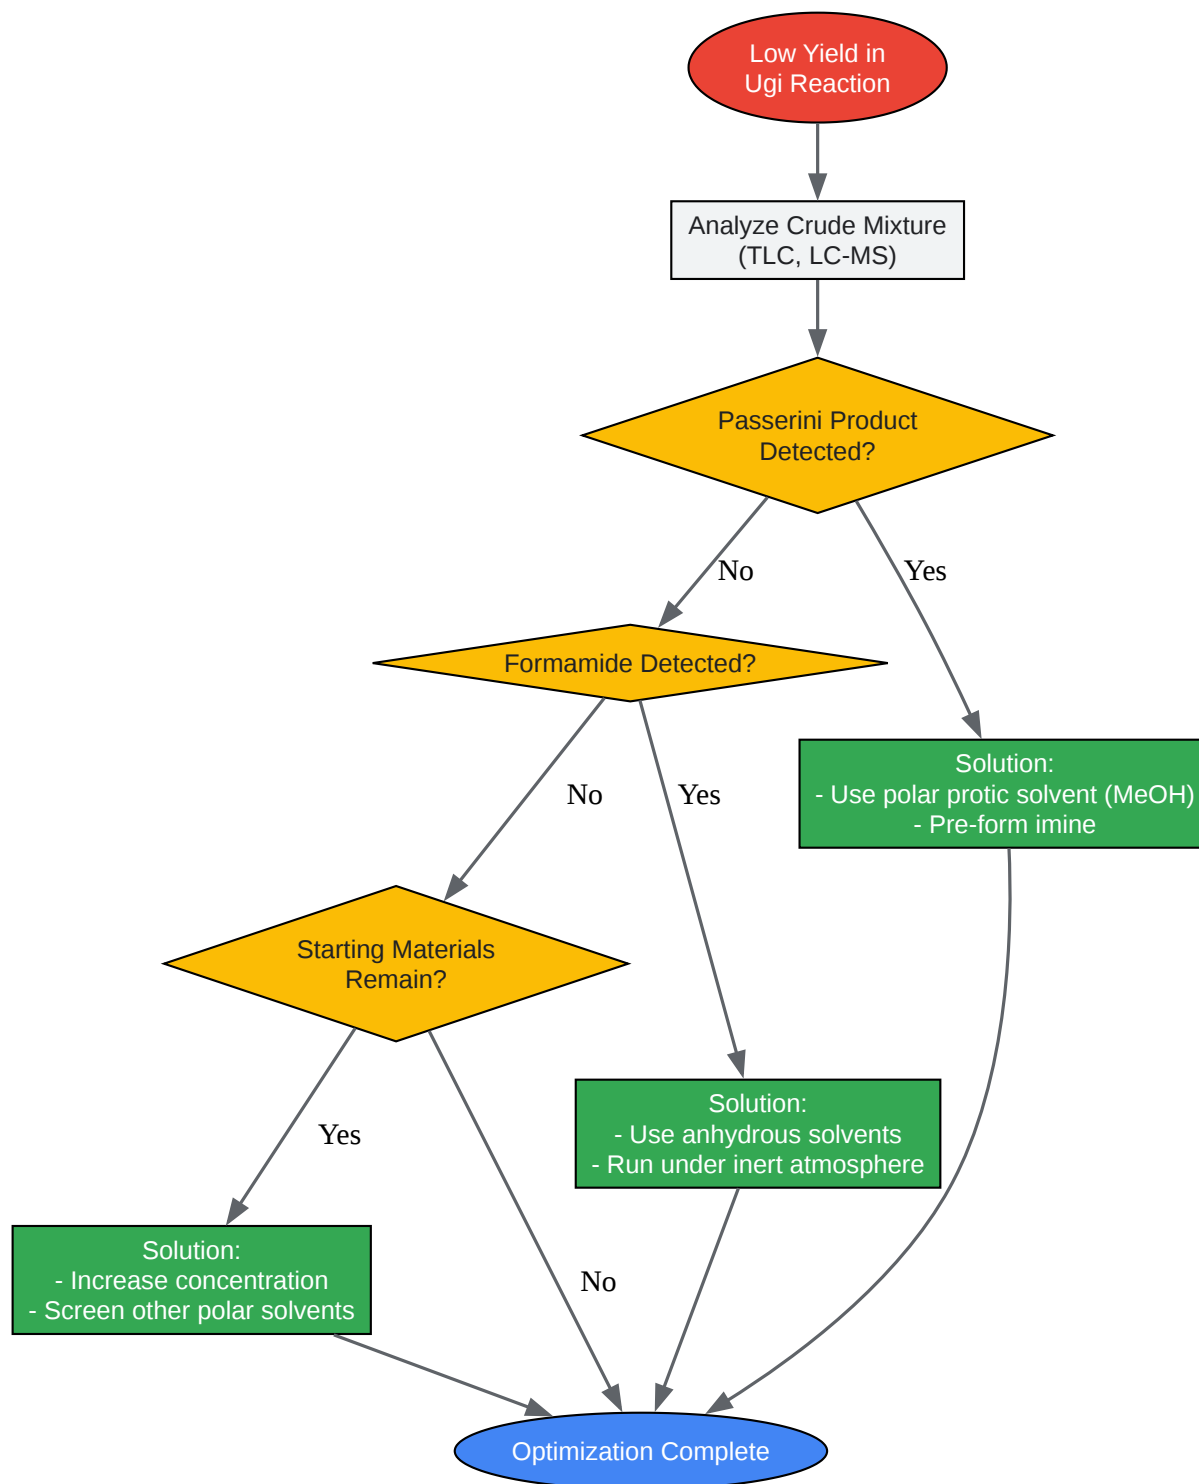 Low Yield in
Ugi Reaction
Analyze Crude Mixture
(TLC, LC-MS)
Passerini Product
Detected?
No
Yes
Formamide Detected?
Solution:
- Use polar protic solvent (MeOH)
- Pre-form imine
No
Yes
Starting Materials
Remain?
Solution:
- Use anhydrous solvents
- Run under inert atmosphere
Yes
Solution:
- Increase concentration
- Screen other polar solvents
No
Optimization Complete